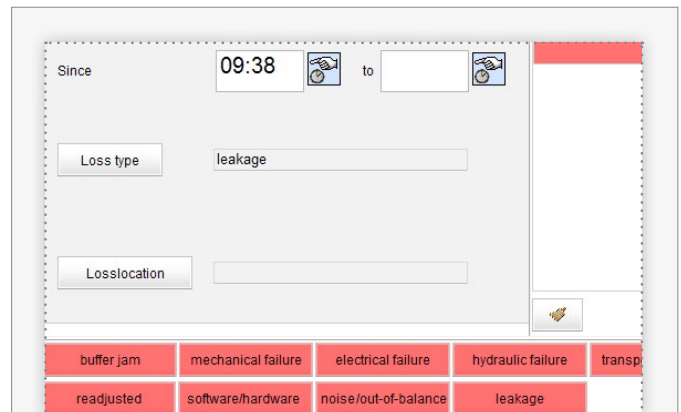 Since 09:38 to
Loss type leakage
Losslocation
buffer jam mechanical failure electrical failure hydraulic failure transp
readjusted software/hardware noise/out-of-balance leakage